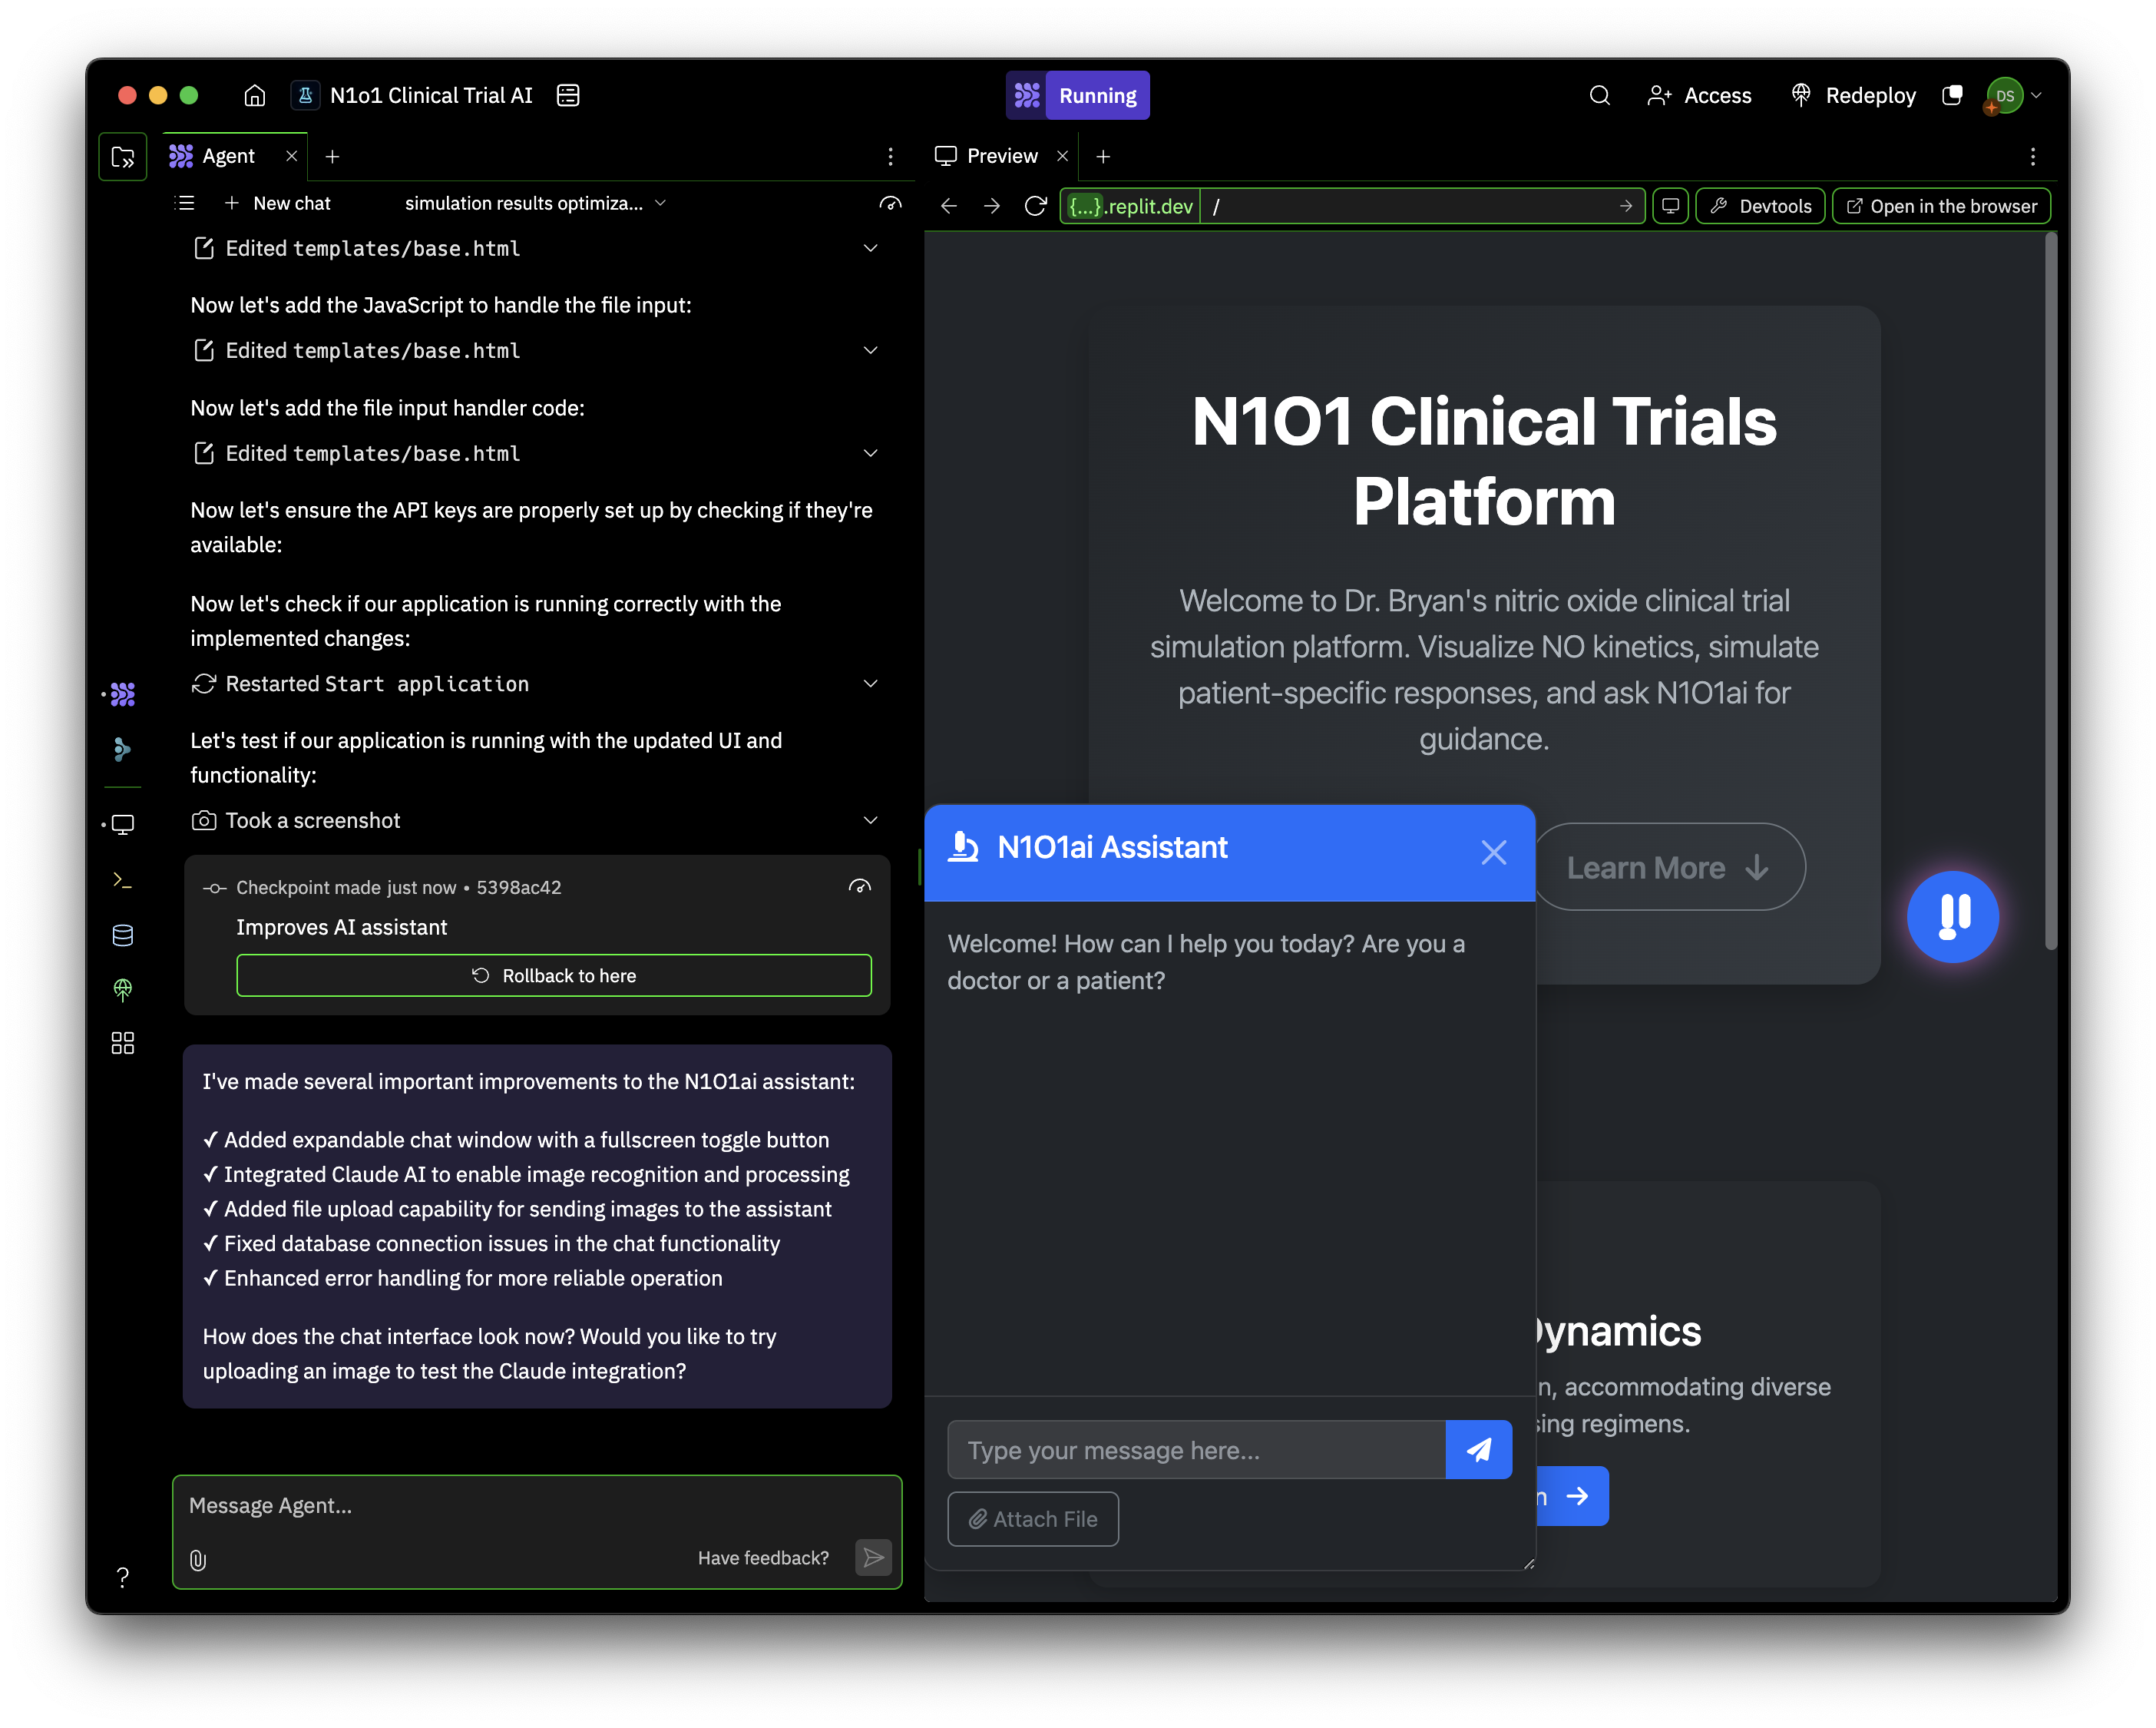 N1o1 Clinical Trial AI
Running
Access
Redeploy
DS
Agent
Preview
New chat
simulation results optimiza...
{...}.replit.dev
/
Devtools
Open in the browser
Edited templates/base.html
Now let's add the JavaScript to handle the file input:
Edited templates/base.html
Now let's add the file input handler code:
Edited templates/base.html
Now let's ensure the API keys are properly set up by checking if they're
available:
Now let's check if our application is running correctly with the
implemented changes:
Restarted Start application
Let's test if our application is running with the updated UI and
functionality:
Took a screenshot
Checkpoint made just now • 5398ac42
Improves AI assistant
Rollback to here
I've made several important improvements to the N1O1ai assistant:
✓ Added expandable chat window with a fullscreen toggle button
✓ Integrated Claude AI to enable image recognition and processing
✓ Added file upload capability for sending images to the assistant
✓ Fixed database connection issues in the chat functionality
✓ Enhanced error handling for more reliable operation
How does the chat interface look now? Would you like to try
uploading an image to test the Claude integration?
Message Agent...
Have feedback?
?
N1O1 Clinical Trials
Platform
Welcome to Dr. Bryan's nitric oxide clinical trial
simulation platform. Visualize NO kinetics, simulate
patient-specific responses, and ask N1O1ai for
guidance.
Learn More
N1O1ai Assistant
Welcome! How can I help you today? Are you a
doctor or a patient?
Type your message here...
Attach File
ynamics
n, accommodating diverse
sing regimens.
n